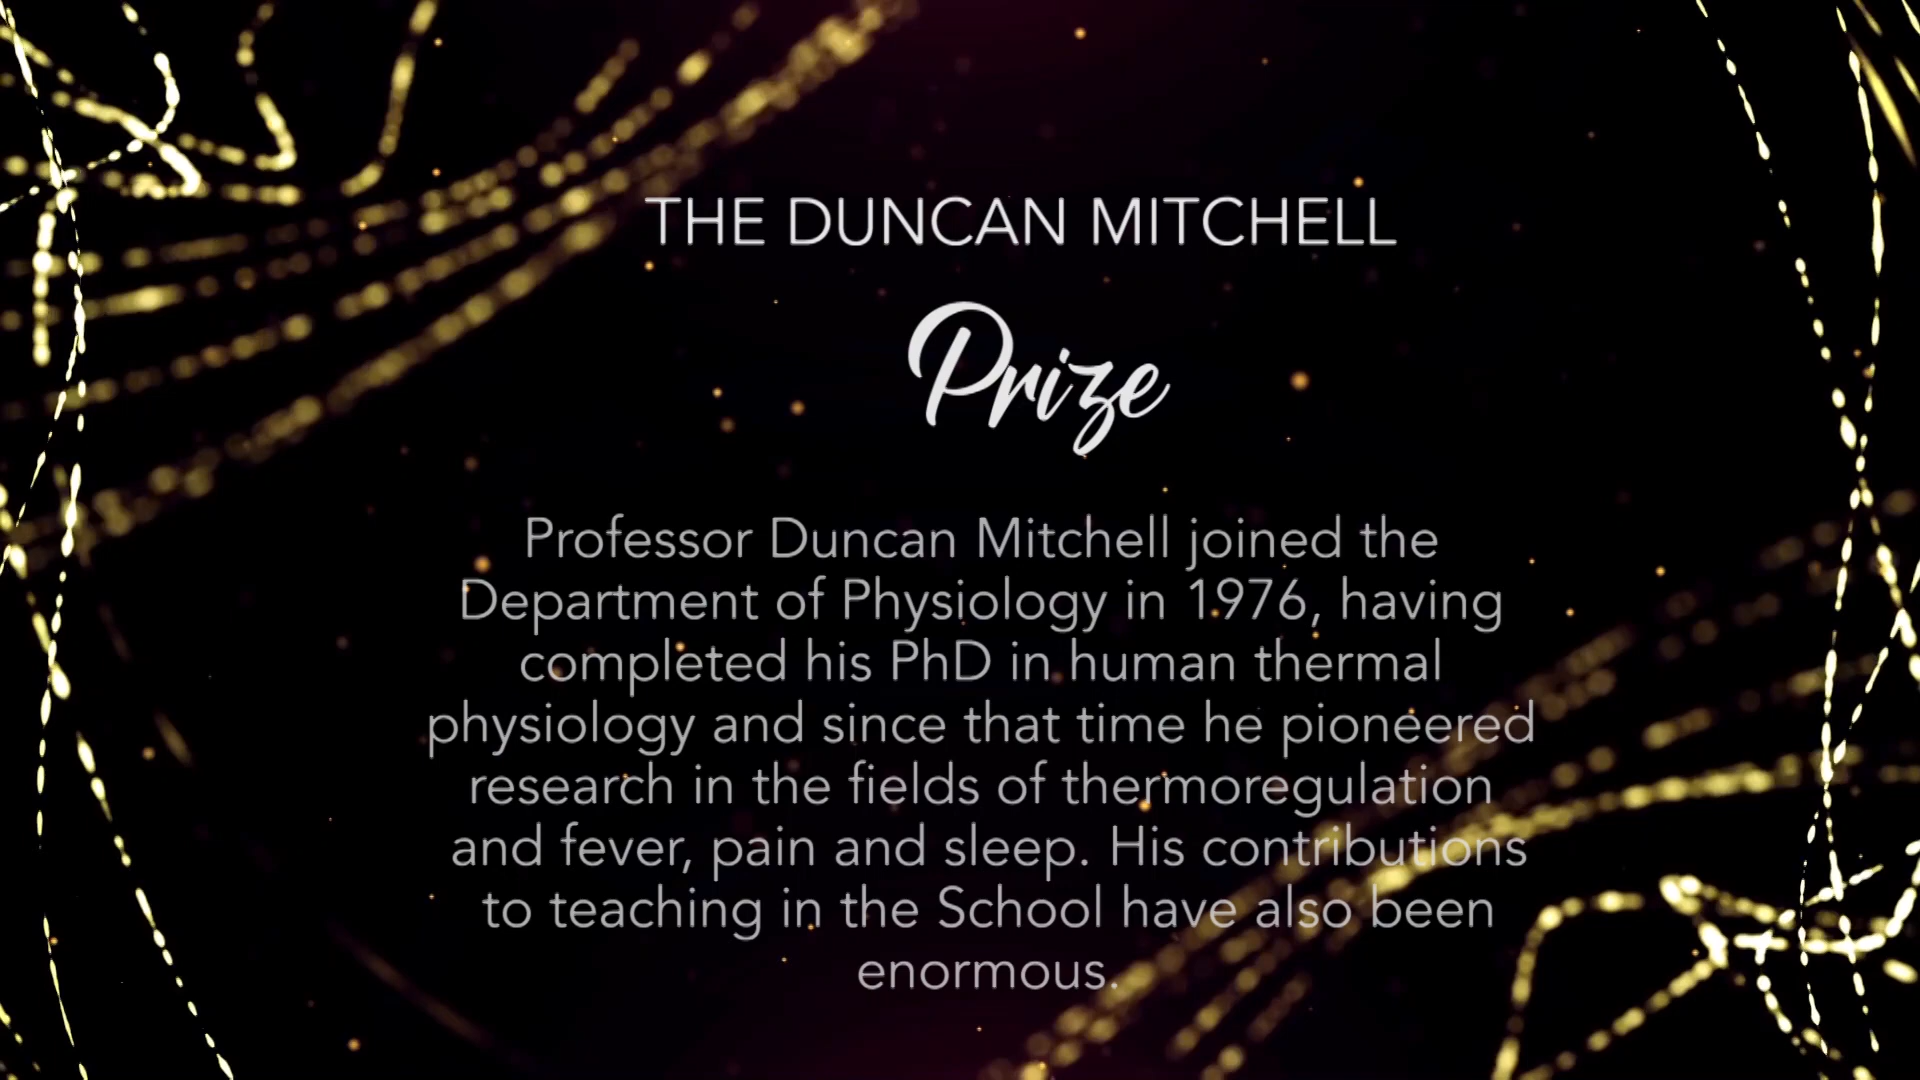 THE DUNCAN MITCHELL
Prize
Professor Duncan Mitchell joined the
Department of Physiology in 1976, having
completed his PhD in human thermal
physiology and since that time he pioneered
research in the fields of thermoregulation
and fever, pain and sleep. His contributions
to teaching in the School have also been
enormous.